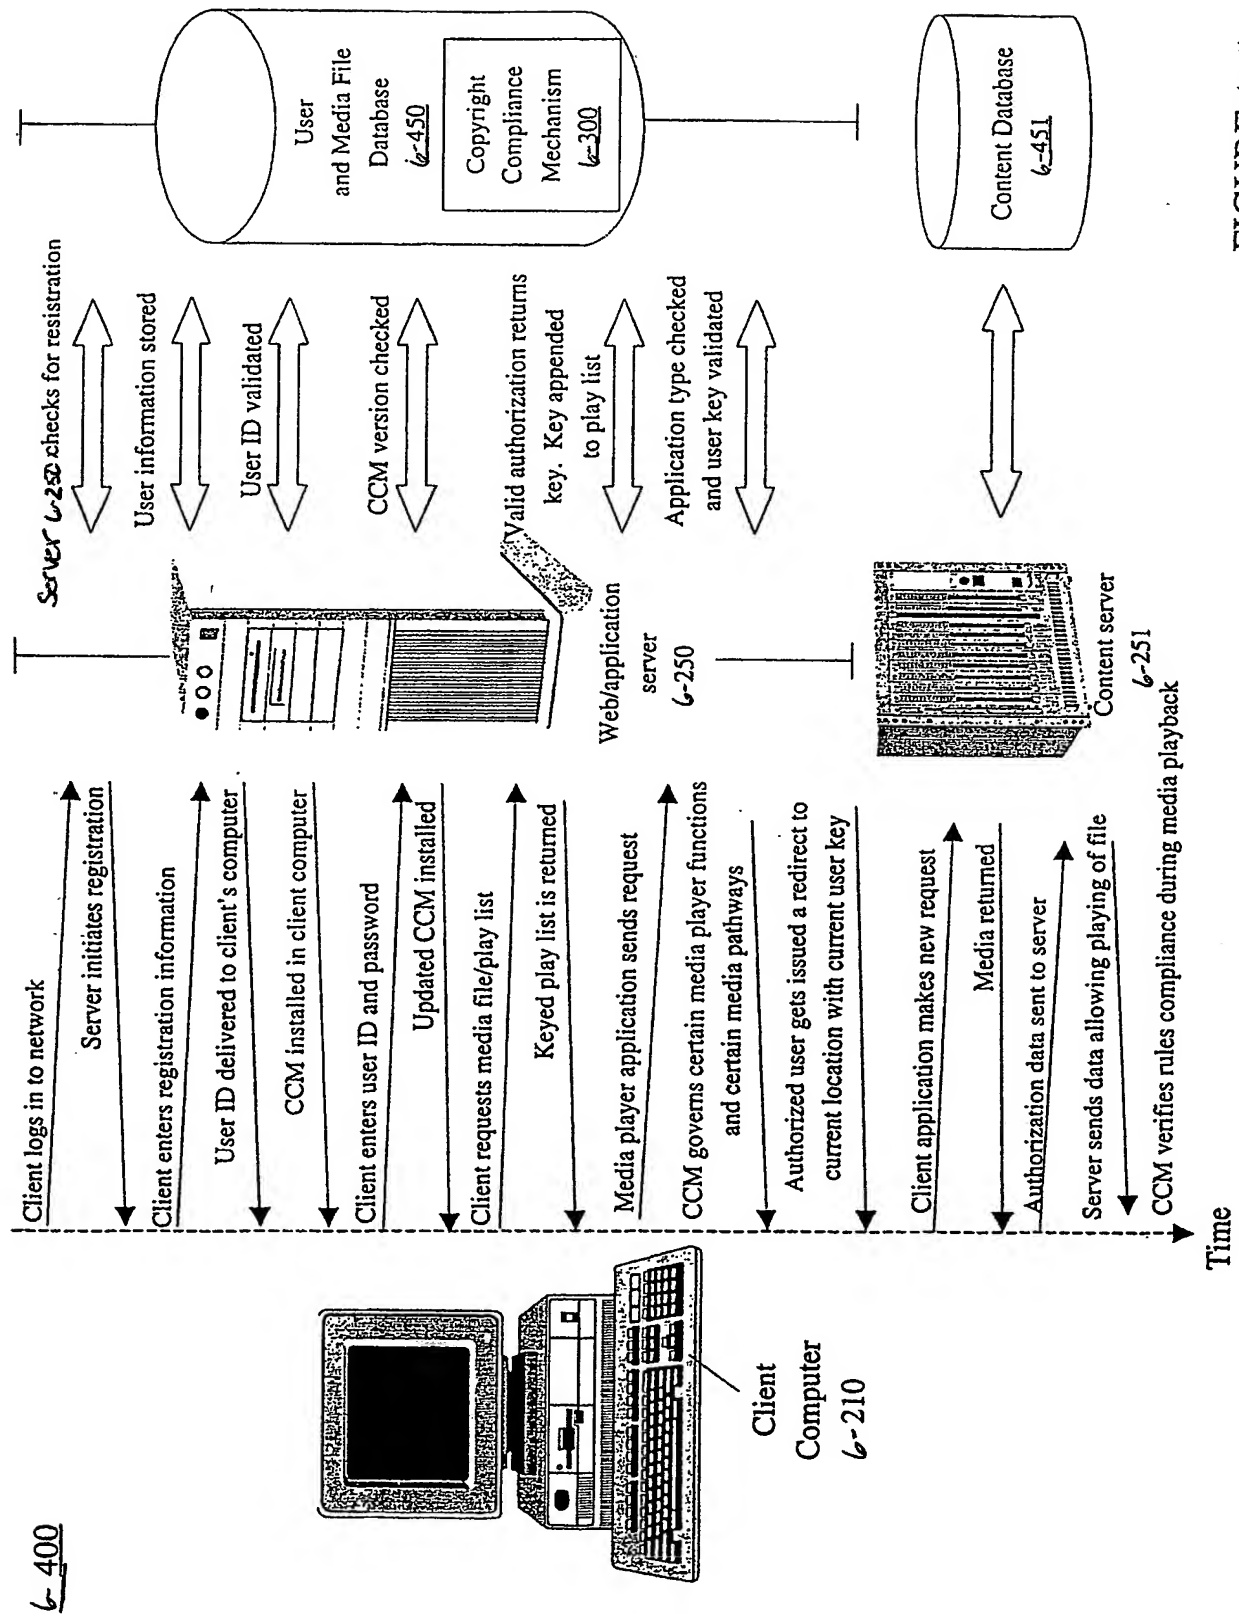 6-400
Client logs in to network
Server initiates registration
Client enters registration information
User ID delivered to client's computer
CCM installed in client computer
Client enters user ID and password
Updated CCM installed
Client requests media file/play list
Keyed play list is returned
Media player application sends request
CCM governs certain media player functions
and certain media pathways
Authorized user gets issued a redirect to
current location with current user key
Client application makes new request
Media returned
Authorization data sent to server
Server sends data allowing playing of file
CCM verifies rules compliance during media playback
Time
Client
Computer
6-210
Web/application
server
6-250
Content server
6-251
Server 6-250 checks for resistration
User information stored
User ID validated
CCM version checked
Valid authorization returns
key. Key appended
to play list
Application type checked
and user key validated
User
and Media File
Database
6-450
Copyright
Compliance
Mechanism
6-300
Content Database
6-451
FIGURE